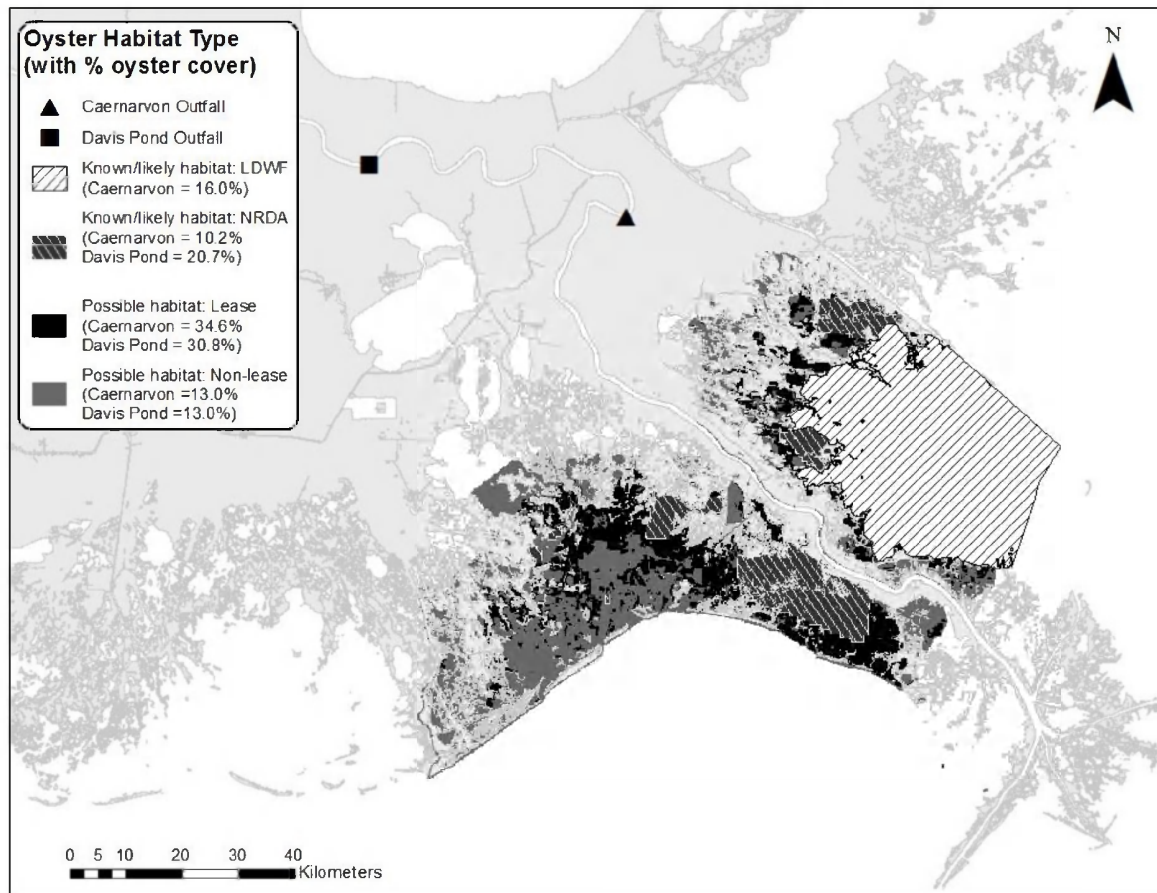 Oyster Habitat Type
(with % oyster cover)
Caernarvon Outfall
Davis Pond Outfall
Known/likely habitat: LDWF
(Caernarvon = 16.0%)
Known/likely habitat: NRDA
(Caernarvon = 10.2%
Davis Pond = 20.7%)
Possible habitat: Lease
(Caernarvon = 34.6%
Davis Pond = 30.8%)
Possible habitat: Non-lease
(Caernarvon =13.0%
Davis Pond =13.0%)
N
0 5 10 20 30 40
Kilometers